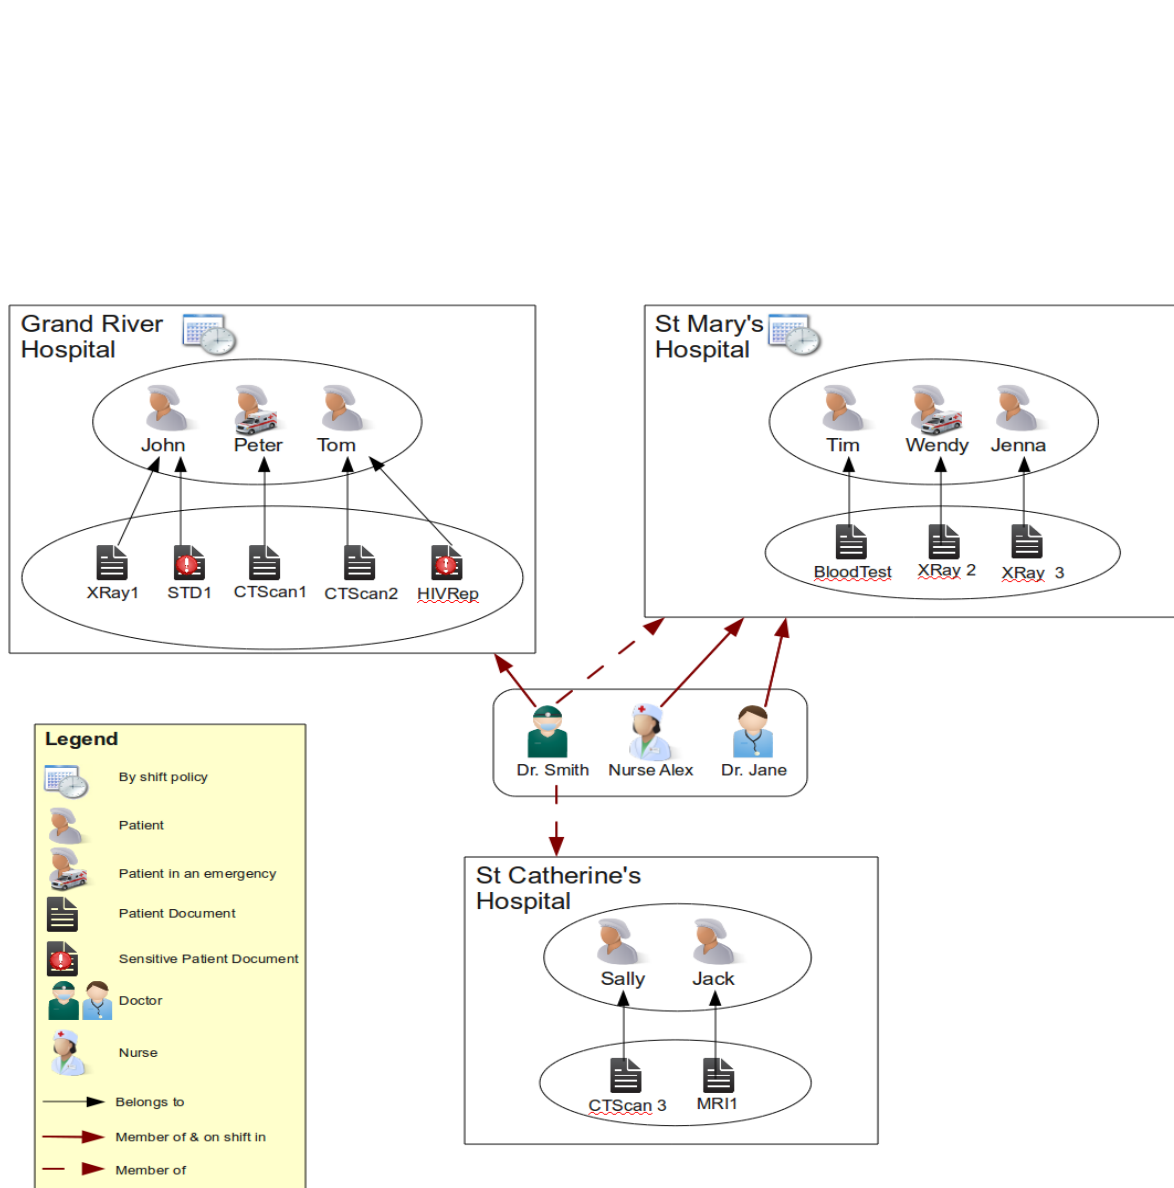 Grand River
Hospital
John
Peter
Tom
XRay1
STD1
CTScan1
CTScan2
HIVRep
St Mary's
Hospital
Tim
Wendy
Jenna
BloodTest
XRay 2
XRay 3
Dr. Smith
Nurse Alex
Dr. Jane
St Catherine's
Hospital
Sally
Jack
CTScan 3
MRI1
Legend
By shift policy
Patient
Patient in an emergency
Patient Document
Sensitive Patient Document
Doctor
Nurse
Belongs to
Member of & on shift in
Member of